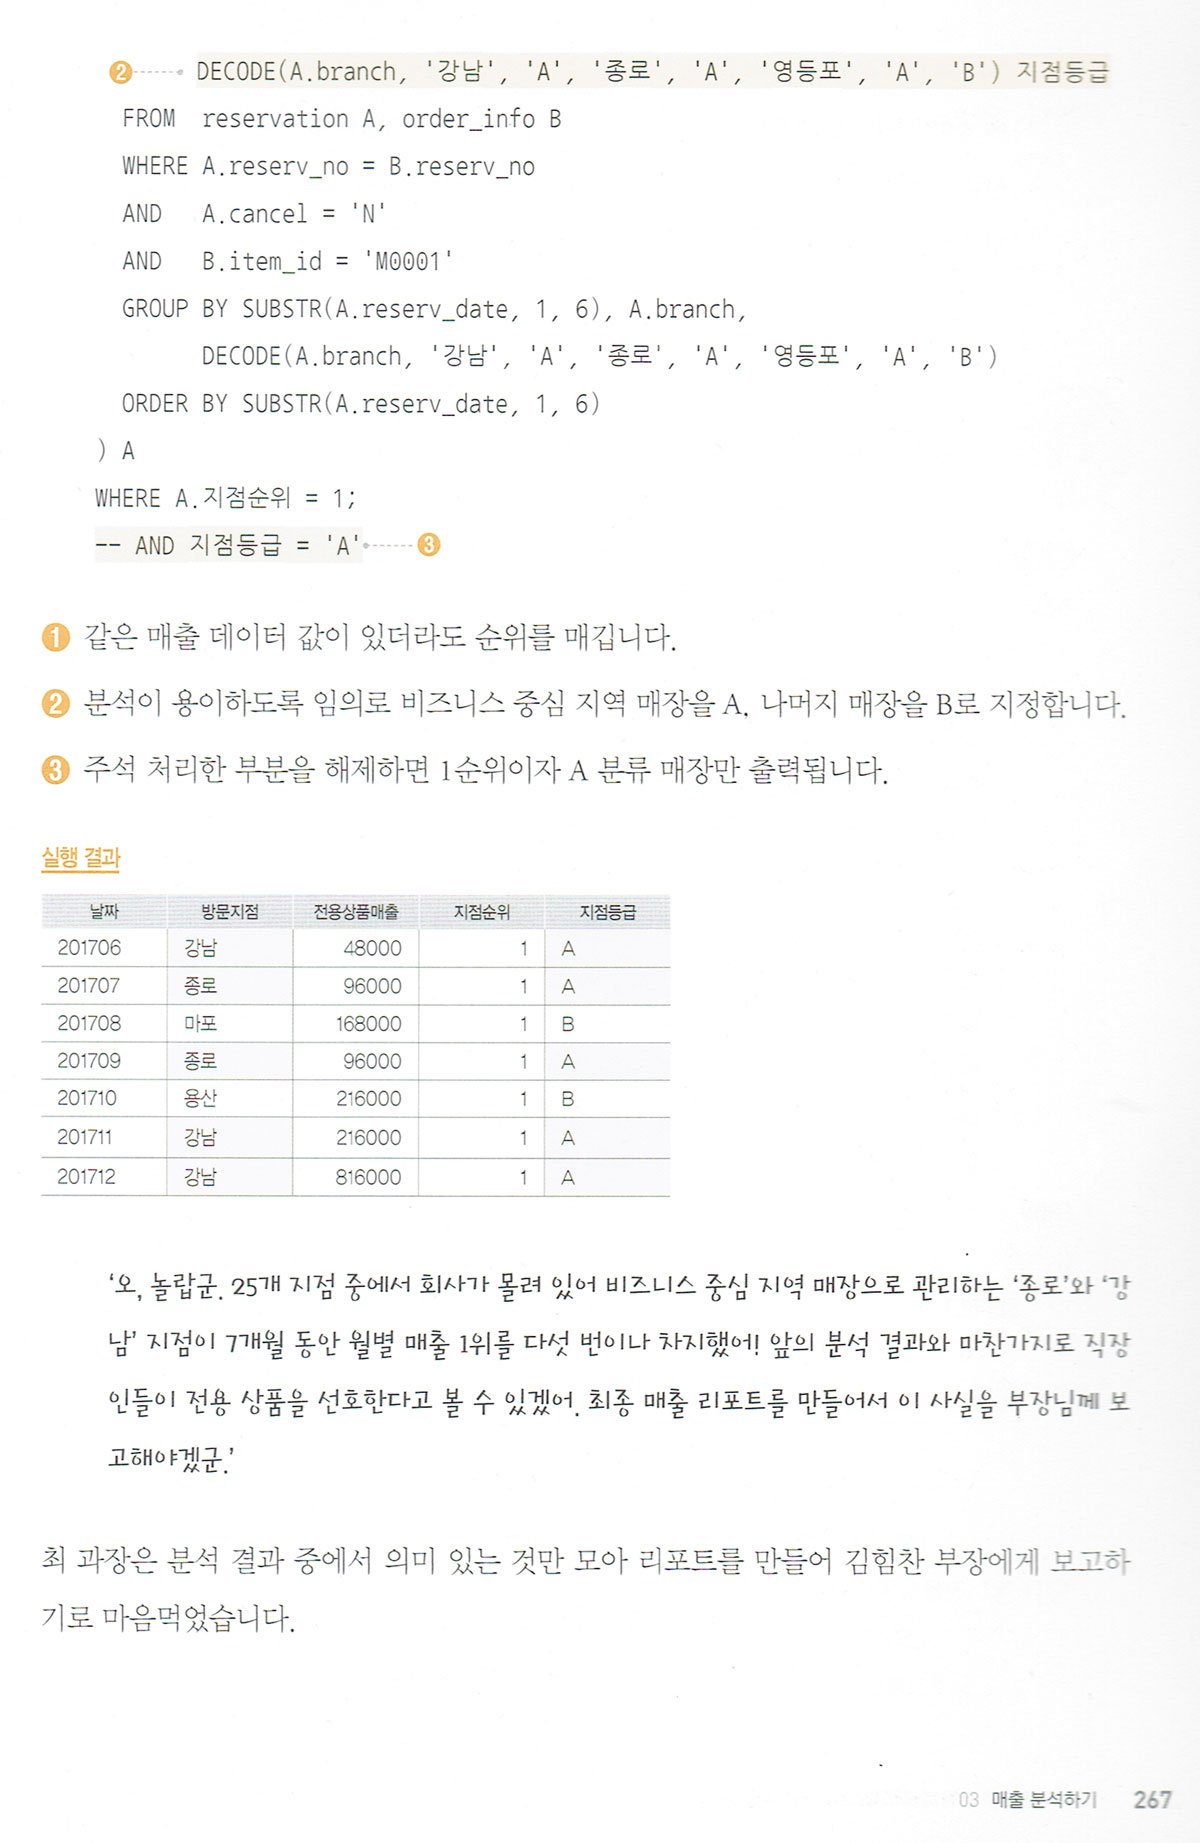 ❷ DECODE(A.branch, '강남', 'A', '종로', 'A', '영등포', 'A', 'B') 지점등급
FROM reservation A, order_info B
WHERE A.reserv_no = B.reserv_no
AND A.cancel = 'N'
AND B.item_id = 'M0001'
GROUP BY SUBSTR(A.reserv_date, 1, 6), A.branch,
DECODE(A.branch, '강남', 'A', '종로', 'A', '영등포', 'A', 'B')
ORDER BY SUBSTR(A.reserv_date, 1, 6)
) A
WHERE A.지점순위 = 1;
-- AND 지점등급 = 'A' ❸
❶ 같은 매출 데이터 값이 있더라도 순위를 매깁니다.
❷ 분석이 용이하도록 임의로 비즈니스 중심 지역 매장을 A, 나머지 매장을 B로 지정합니다.
❸ 주석 처리한 부분을 해제하면 1순위이자 A 분류 매장만 출력됩니다.
실행 결과
날짜 방문지점 전용상품매출 지점순위 지점등급
201706 강남 48000 1 A
201707 종로 96000 1 A
201708 마포 168000 1 B
201709 종로 96000 1 A
201710 용산 216000 1 B
201711 강남 216000 1 A
201712 강남 816000 1 A
‘오, 놀랍군. 25개 지점 중에서 회사가 몰려 있어 비즈니스 중심 지역 매장으로 관리하는 ‘종로’와 ‘강
남’ 지점이 7개월 동안 월별 매출 1위를 다섯 번이나 차지했어! 앞의 분석 결과와 마찬가지로 직장
인들이 전용 상품을 선호한다고 볼 수 있겠어. 최종 매출 리포트를 만들어서 이 사실을 부장님께 보
고해야겠군.’
최 과장은 분석 결과 중에서 의미 있는 것만 모아 리포트를 만들어 김힘찬 부장에게 보고하
기로 마음먹었습니다.
03 매출 분석하기 267